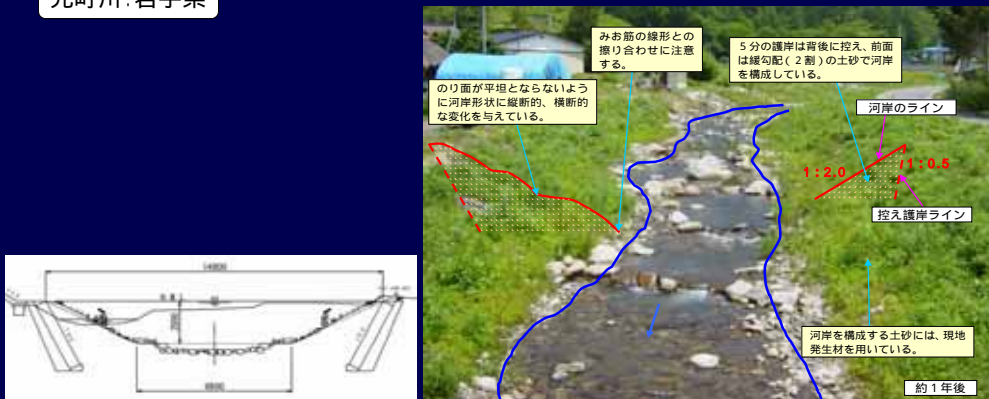 元町川：岩手県
みお筋の線形との
擦り合わせに注意
する。
５分の護岸は背後に控え、前面
は緩勾配（２割）の土砂で河岸
を構成している。
のり面が平坦とならないよう
に河岸形状に縦断的、横断的
な変化を与えている。
河岸のライン
1：2.0
1：0.5
控え護岸ライン
河岸を構成する土砂には、現地
発生材を用いている。
約１年後